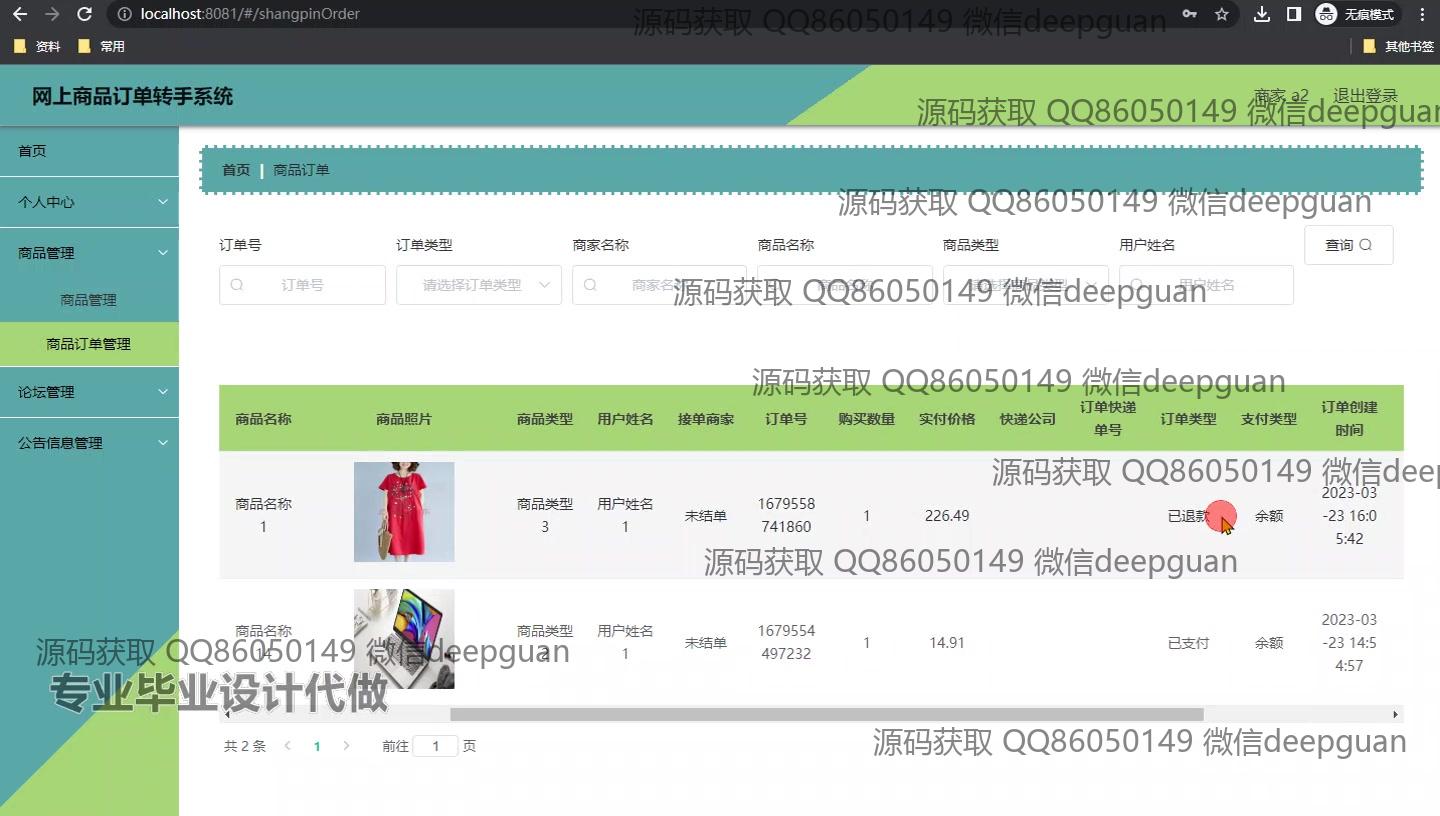 localhost:8081/#/shangpinOrder
无痕模式
源码获取 QQ86050149 微信deepguan
资料
常用
其他书签
网上商品订单转手系统
商家 a2
退出登录
源码获取 QQ86050149 微信deepguan
首页
首页 | 商品订单
个人中心
源码获取 QQ86050149 微信deepguan
商品管理
订单号
订单类型
商家名称
商品名称
商品类型
用户姓名
查询
订单号
请选择订单类型
商家名称
用户姓名
源码获取 QQ86050149 微信deepguan
商品管理
商品订单管理
源码获取 QQ86050149 微信deepguan
论坛管理
公告信息管理
商品名称
商品照片
商品类型
用户姓名
接单商家
订单号
购买数量
实付价格
快递公司
订单快递
单号
订单类型
支付类型
订单创建
时间
源码获取 QQ86050149 微信deep
商品名称
1
商品类型
3
用户姓名
1
未结单
1679558
741860
1
226.49
已退款
余额
2023-03
-23 16:0
5:42
源码获取 QQ86050149 微信deepguan
商品名称
14
商品类型
2
用户姓名
1
未结单
1679554
497232
1
14.91
已支付
余额
2023-03
-23 14:5
4:57
源码获取 QQ86050149 微信deepguan
专业毕业设计代做
源码获取 QQ86050149 微信deepguan
共 2 条
1
前往 1 页